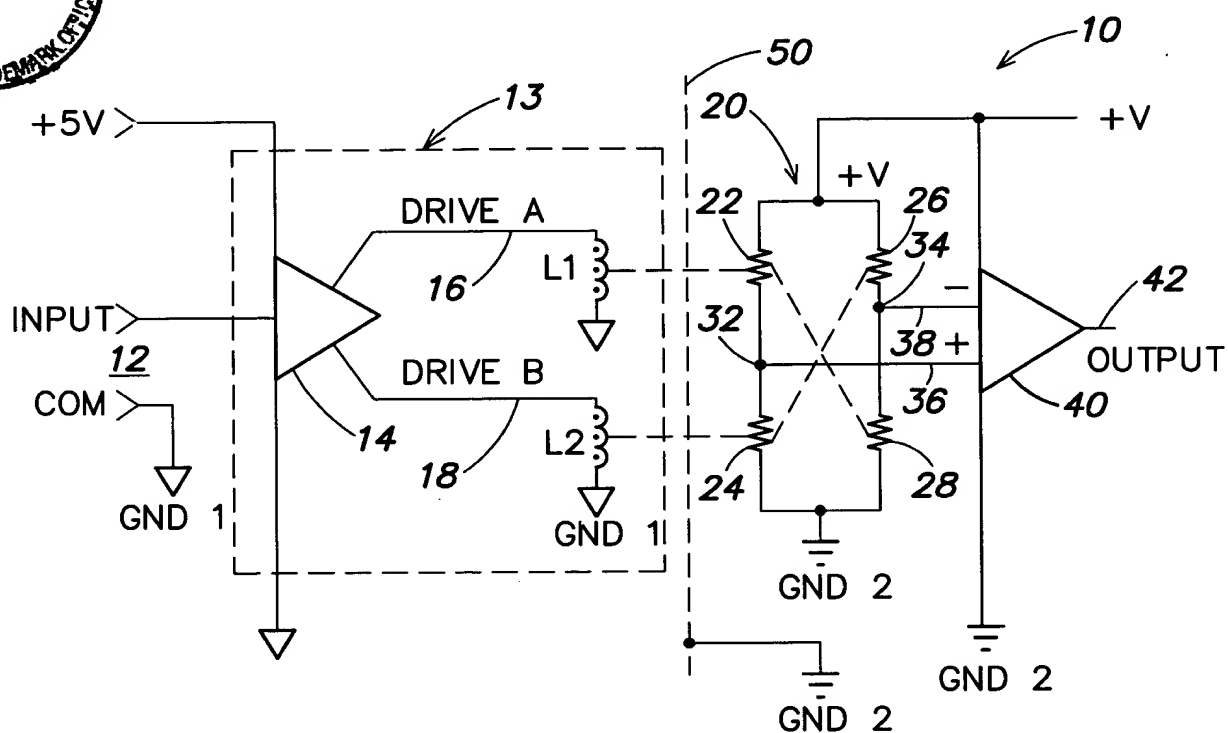 10
50
13
20
+5V
+V
+V
DRIVE A
22
26
34
L1
16
−
42
INPUT
12
32
38
+
OUTPUT
DRIVE B
36
COM
14
18
L2
24
28
40
GND 1
GND 1
GND 2
GND 2
GND 2